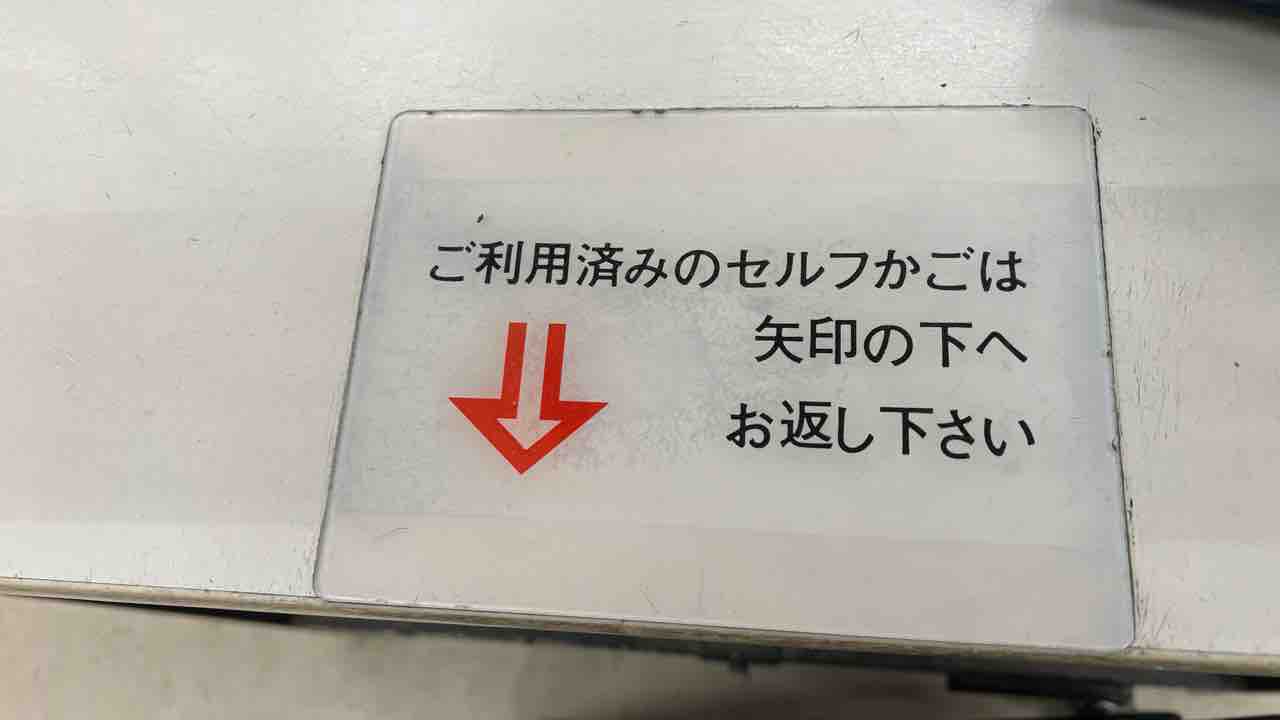 ご利用済みのセルフかごは
矢印の下へ
お返し下さい